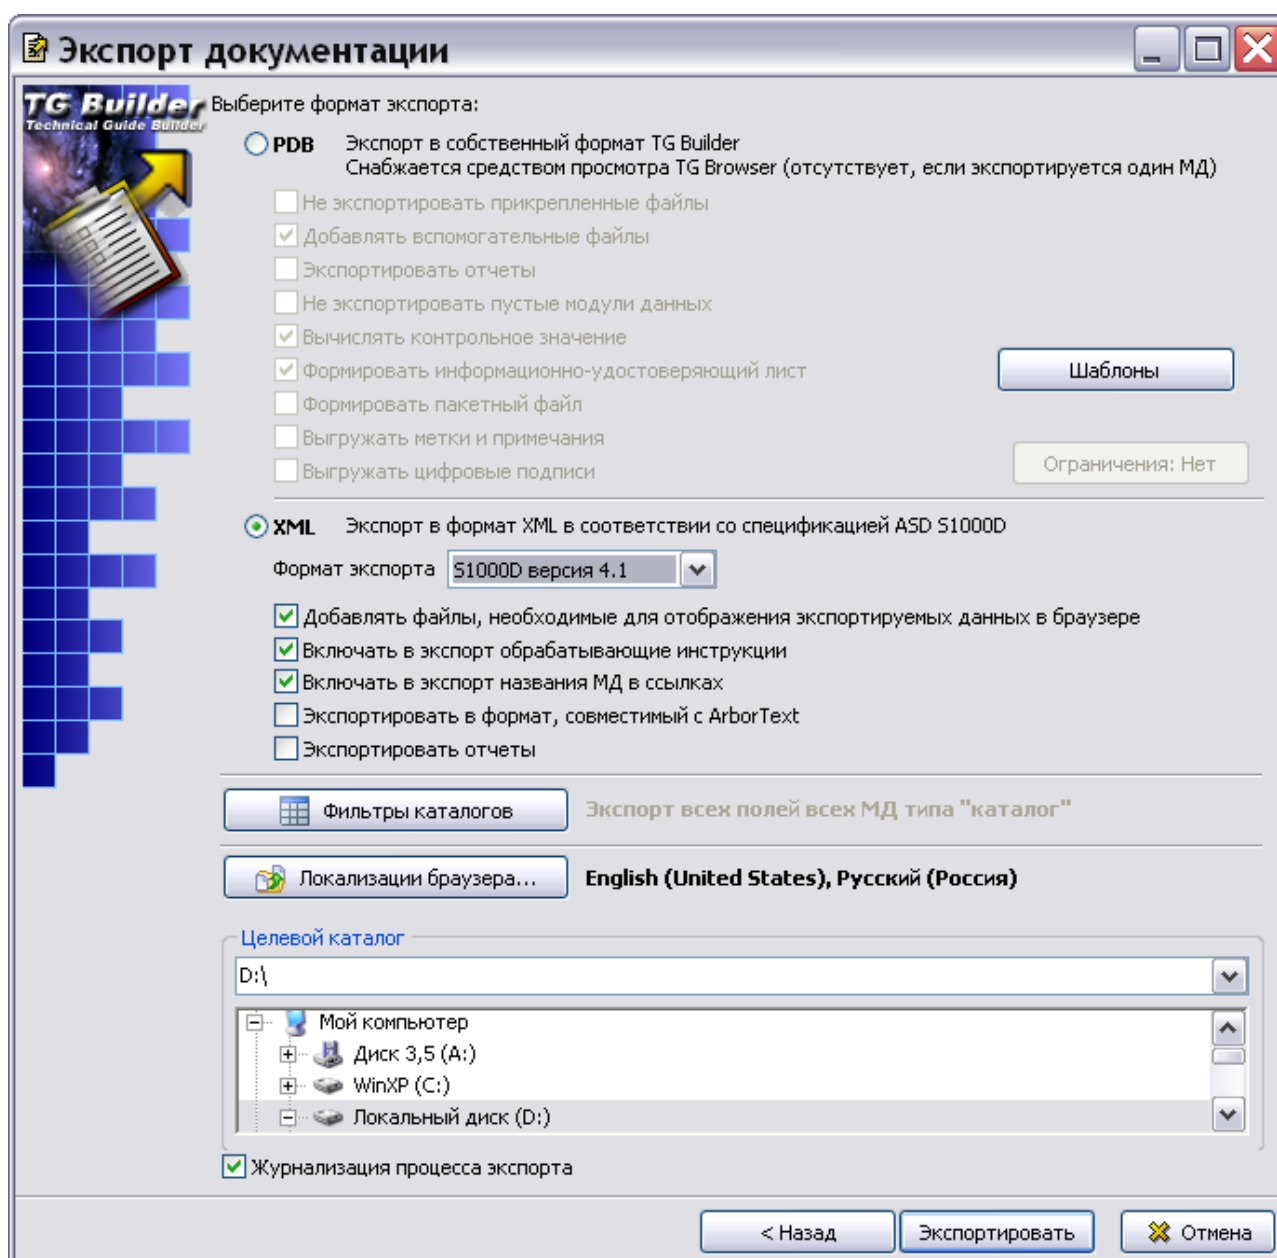 Экспорт документации
TG Builder
Technical Guide Builder
Выберите формат экспорта:
PDB Экспорт в собственный формат TG Builder
Снабжается средством просмотра TG Browser (отсутствует, если экспортируется один МД)
Не экспортировать прикрепленные файлы
Добавлять вспомогательные файлы
Экспортировать отчеты
Не экспортировать пустые модули данных
Вычислять контрольное значение
Формировать информационно-удостоверяющий лист
Шаблоны
Формировать пакетный файл
Выгружать метки и примечания
Выгружать цифровые подписи
Ограничения: Нет
XML Экспорт в формат XML в соответствии со спецификацией ASD S1000D
Формат экспорта S1000D версия 4.1
Добавлять файлы, необходимые для отображения экспортируемых данных в браузере
Включать в экспорт обрабатывающие инструкции
Включать в экспорт названия МД в ссылках
Экспортировать в формат, совместимый с ArborText
Экспортировать отчеты
Фильтры каталогов Экспорт всех полей всех МД типа "каталог"
Локализации браузера... English (United States), Русский (Россия)
Целевой каталог
D:\
Мой компьютер
Диск 3,5 (A:)
WinXP (C:)
Локальный диск (D:)
Журнализация процесса экспорта
< Назад Экспортировать Отмена